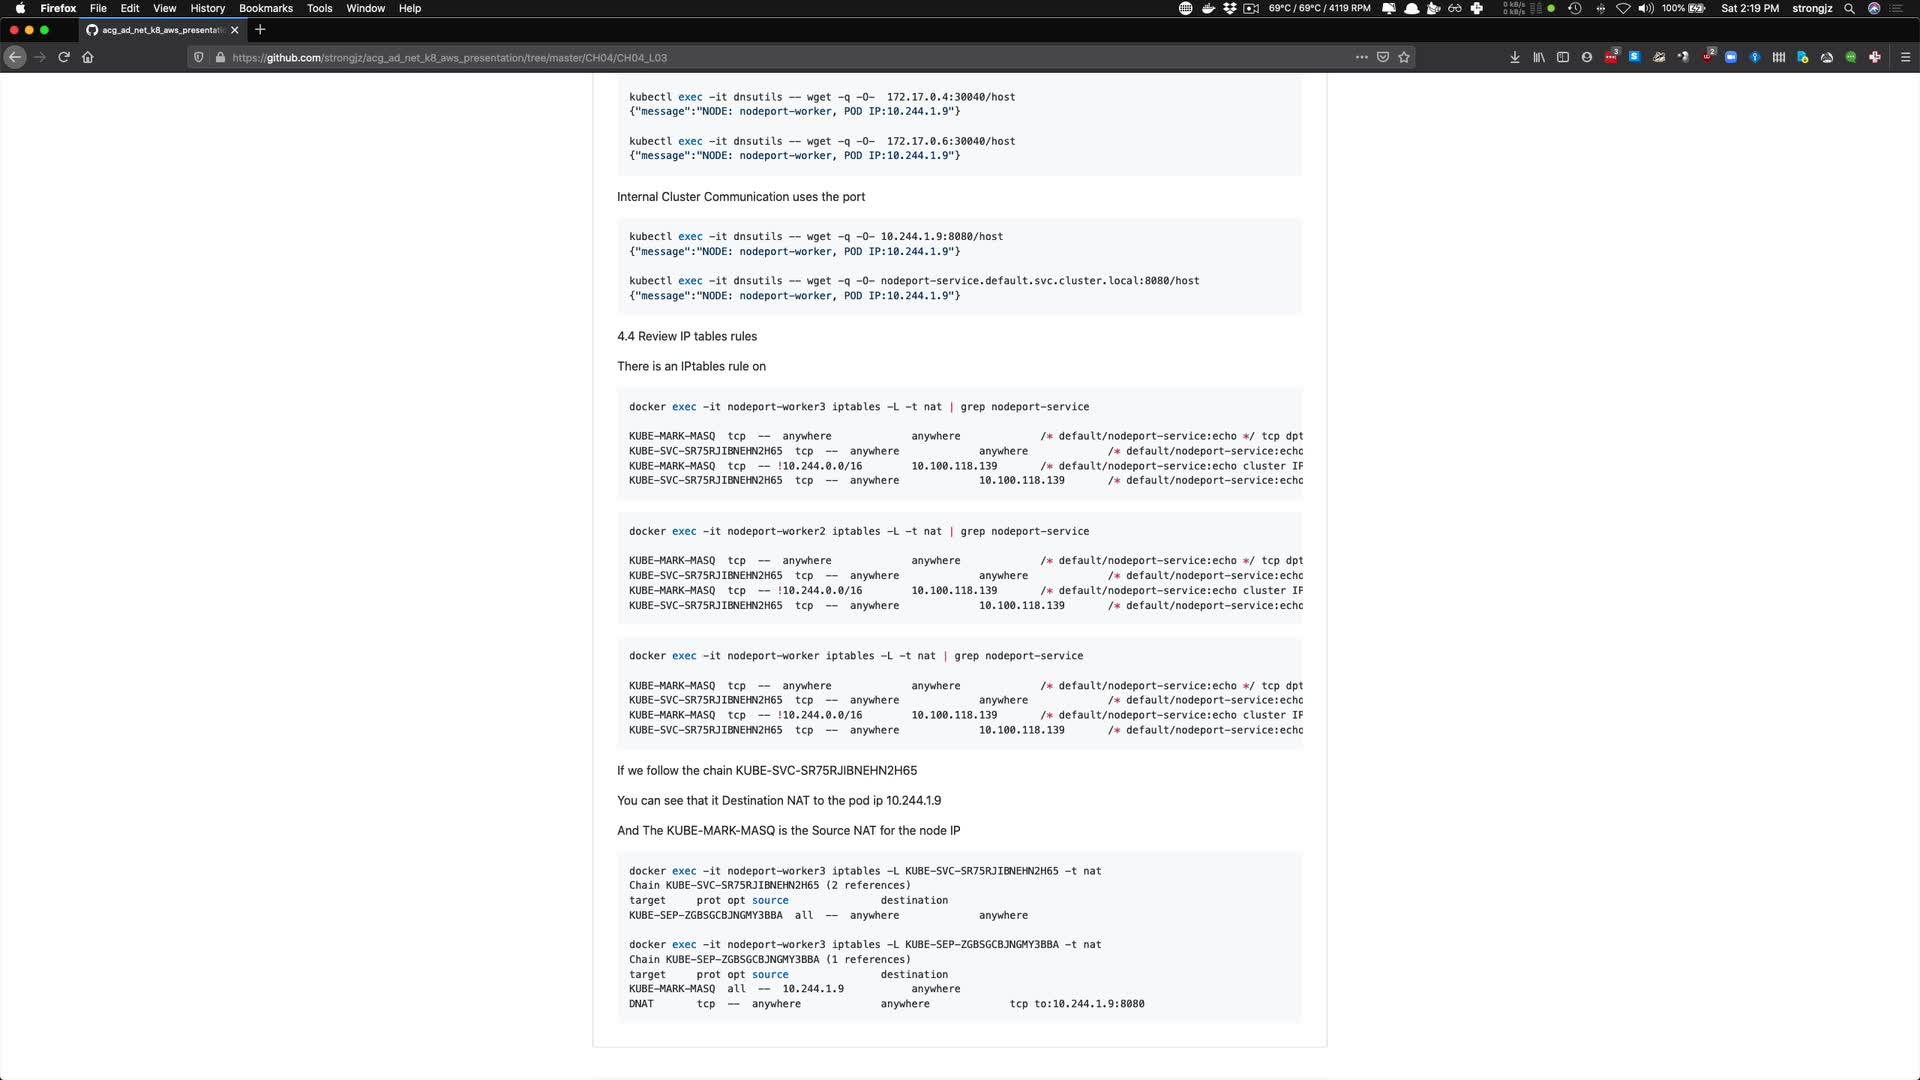 Firefox File Edit View History Bookmarks Tools Window Help 69°C / 69°C / 4119 RPM 0 kB/s 0 kB/s 100% Sat 2:19 PM strongjz
acg_ad_net_k8_aws_presentatio
https://github.com/strongjz/acg_ad_net_k8_aws_presentation/tree/master/CH04/CH04_L03 3 2
kubectl exec -it dnsutils -- wget -q -O-  172.17.0.4:30040/host
{"message":"NODE: nodeport-worker, POD IP:10.244.1.9"}
kubectl exec -it dnsutils -- wget -q -O-  172.17.0.6:30040/host
{"message":"NODE: nodeport-worker, POD IP:10.244.1.9"}
Internal Cluster Communication uses the port
kubectl exec -it dnsutils -- wget -q -O- 10.244.1.9:8080/host
{"message":"NODE: nodeport-worker, POD IP:10.244.1.9"}
kubectl exec -it dnsutils -- wget -q -O- nodeport-service.default.svc.cluster.local:8080/host
{"message":"NODE: nodeport-worker, POD IP:10.244.1.9"}
4.4 Review IP tables rules
There is an IPtables rule on
docker exec -it nodeport-worker3 iptables -L -t nat | grep nodeport-service
KUBE-MARK-MASQ  tcp  --  anywhere             anywhere             /* default/nodeport-service:echo */ tcp dpt
KUBE-SVC-SR75RJIBNEHN2H65  tcp  --  anywhere             anywhere             /* default/nodeport-service:echo
KUBE-MARK-MASQ  tcp  -- !10.244.0.0/16        10.100.118.139       /* default/nodeport-service:echo cluster IP
KUBE-SVC-SR75RJIBNEHN2H65  tcp  --  anywhere             10.100.118.139       /* default/nodeport-service:echo
docker exec -it nodeport-worker2 iptables -L -t nat | grep nodeport-service
KUBE-MARK-MASQ  tcp  --  anywhere             anywhere             /* default/nodeport-service:echo */ tcp dpt
KUBE-SVC-SR75RJIBNEHN2H65  tcp  --  anywhere             anywhere             /* default/nodeport-service:echo
KUBE-MARK-MASQ  tcp  -- !10.244.0.0/16        10.100.118.139       /* default/nodeport-service:echo cluster IP
KUBE-SVC-SR75RJIBNEHN2H65  tcp  --  anywhere             10.100.118.139       /* default/nodeport-service:echo
docker exec -it nodeport-worker iptables -L -t nat | grep nodeport-service
KUBE-MARK-MASQ  tcp  --  anywhere             anywhere             /* default/nodeport-service:echo */ tcp dpt
KUBE-SVC-SR75RJIBNEHN2H65  tcp  --  anywhere             anywhere             /* default/nodeport-service:echo
KUBE-MARK-MASQ  tcp  -- !10.244.0.0/16        10.100.118.139       /* default/nodeport-service:echo cluster IP
KUBE-SVC-SR75RJIBNEHN2H65  tcp  --  anywhere             10.100.118.139       /* default/nodeport-service:echo
If we follow the chain KUBE-SVC-SR75RJIBNEHN2H65
You can see that it Destination NAT to the pod ip 10.244.1.9
And The KUBE-MARK-MASQ is the Source NAT for the node IP
docker exec -it nodeport-worker3 iptables -L KUBE-SVC-SR75RJIBNEHN2H65 -t nat
Chain KUBE-SVC-SR75RJIBNEHN2H65 (2 references)
target     prot opt source               destination
KUBE-SEP-ZGBSGCBJNGMY3BBA  all  --  anywhere             anywhere
docker exec -it nodeport-worker3 iptables -L KUBE-SEP-ZGBSGCBJNGMY3BBA -t nat
Chain KUBE-SEP-ZGBSGCBJNGMY3BBA (1 references)
target     prot opt source               destination
KUBE-MARK-MASQ  all  --  10.244.1.9           anywhere
DNAT       tcp  --  anywhere             anywhere             tcp to:10.244.1.9:8080